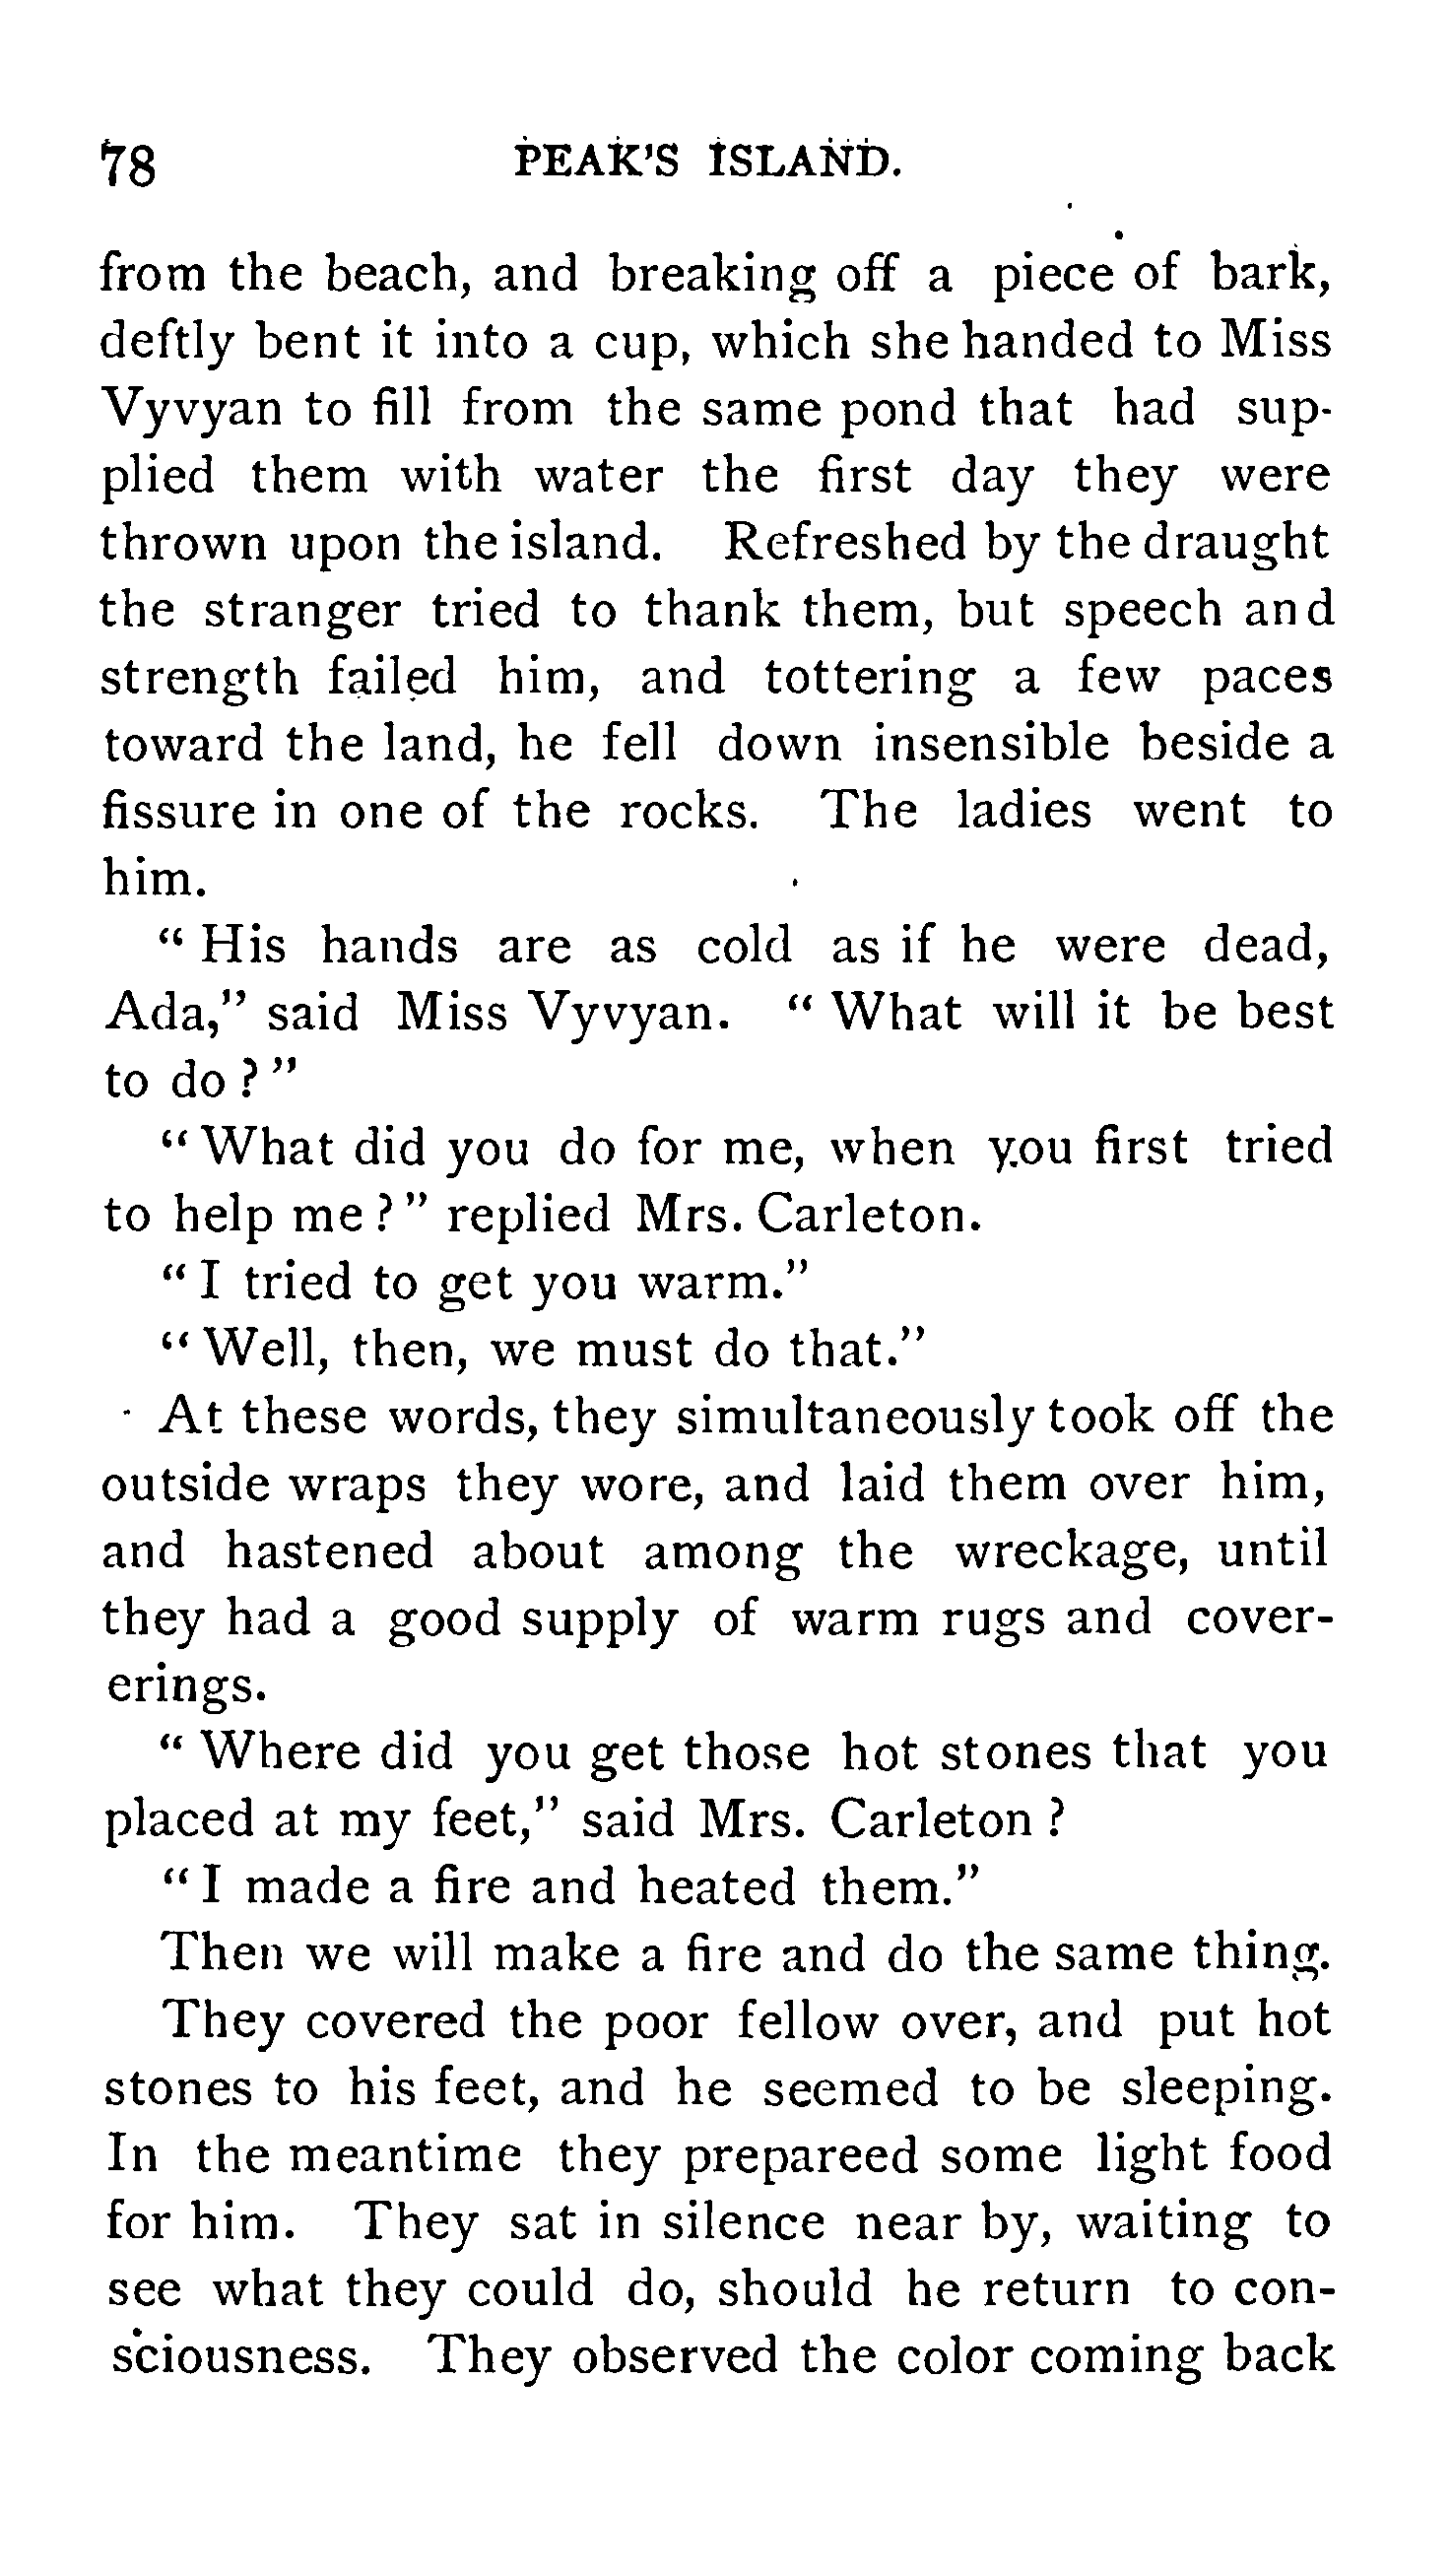 78 PEAK'S ISLAND.
from the beach, and breaking off a piece of bark,
deftly bent it into a cup, which she handed to Miss
Vyvyan to fill from the same pond that had sup-
plied them with water the first day they were
thrown upon the island. Refreshed by the draught
the stranger tried to thank them, but speech and
strength failed him, and tottering a few paces
toward the land, he fell down insensible beside a
fissure in one of the rocks. The ladies went to
him.
" His hands are as cold as if he were dead,
Ada," said Miss Vyvyan. " What will it be best
to do ? "
" What did you do for me, when you first tried
to help me ? " replied Mrs. Carleton.
" I tried to get you warm."
" Well, then, we must do that."
At these words, they simultaneously took off the
outside wraps they wore, and laid them over him,
and hastened about among the wreckage, until
they had a good supply of warm rugs and cover-
erings.
" Where did you get those hot stones that you
placed at my feet," said Mrs. Carleton ?
" I made a fire and heated them."
Then we will make a fire and do the same thing.
They covered the poor fellow over, and put hot
stones to his feet, and he seemed to be sleeping.
In the meantime they prepareed some light food
for him. They sat in silence near by, waiting to
see what they could do, should he return to con-
sciousness. They observed the color coming back